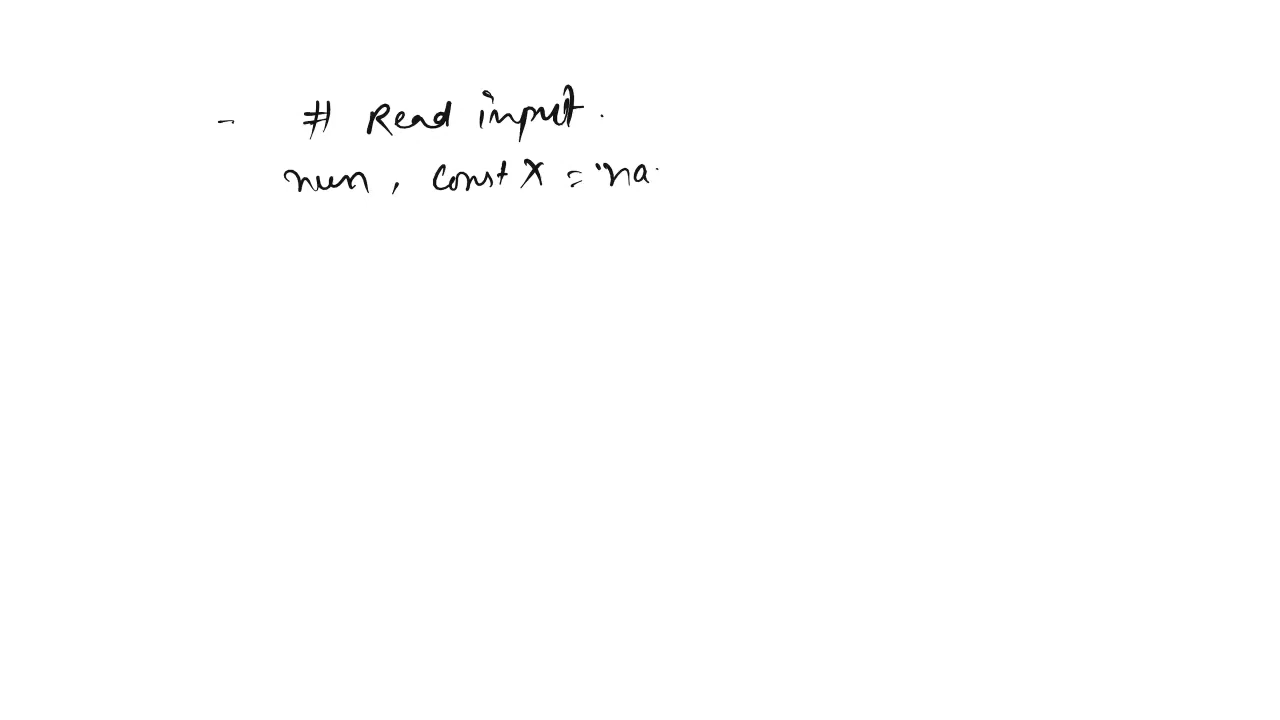 - # Read input.
num, const X = "na.